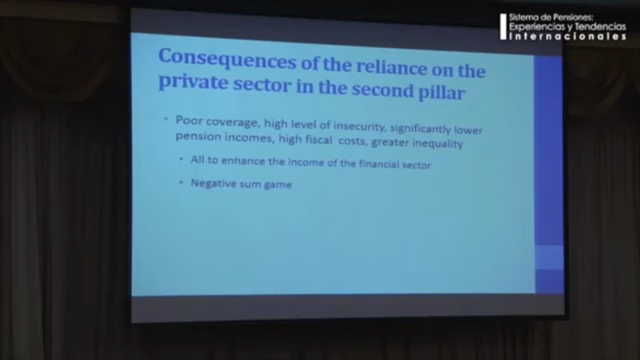 Sistema de Pensiones:
Experiencias y Tendencias
Internacionales
Consequences of the reliance on the
private sector in the second pillar
• Poor coverage, high level of insecurity, significantly lower
pension incomes, high fiscal costs, greater inequality
• All to enhance the income of the financial sector
• Negative sum game